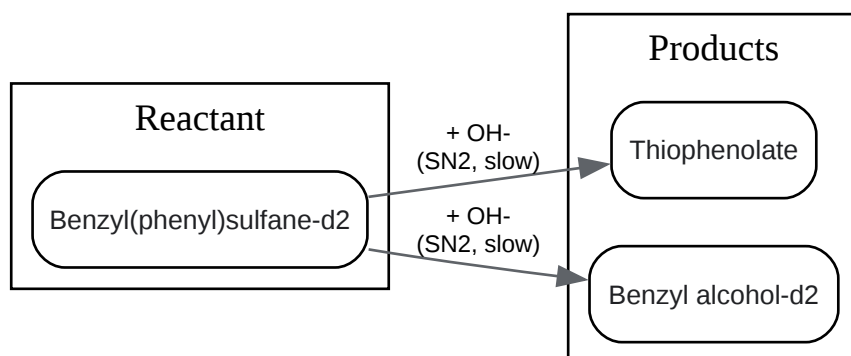 Products
Reactant
+ OH-
(SN2, slow)
Thiophenolate
Benzyl(phenyl)sulfane-d2
+ OH-
(SN2, slow)
Benzyl alcohol-d2